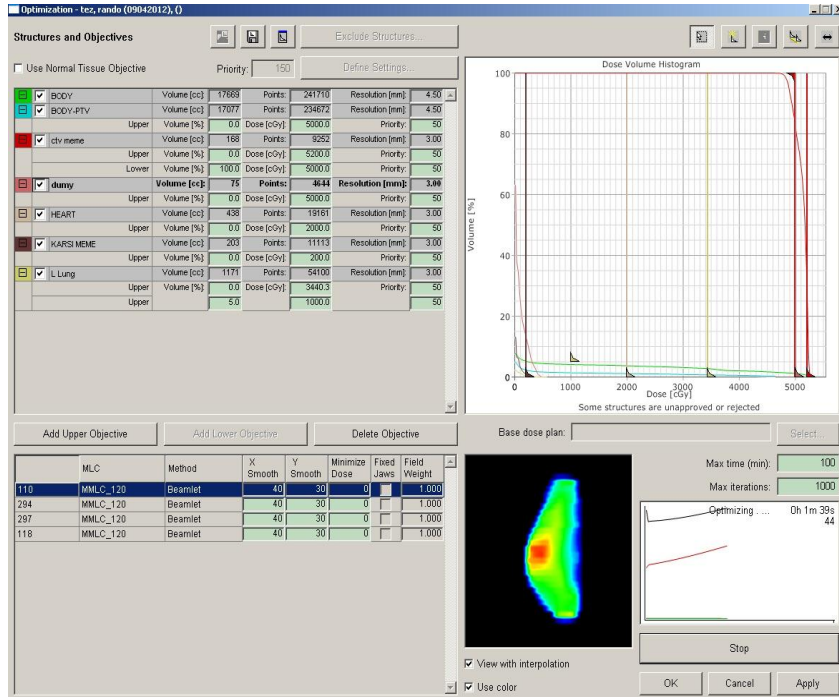 Optimization - tez, rando (09042012), ()
Structures and Objectives
Exclude Structures...
Use Normal Tissue Objective Priority: 150 Define Settings...
BODY Volume [cc]: 17669 Points: 241710 Resolution [mm]: 4.50
BODY-PTV Volume [cc]: 17077 Points: 234672 Resolution [mm]: 4.50
Upper Volume [%]: 0.0 Dose [cGy]: 5000.0 Priority: 50
ctv meme Volume [cc]: 168 Points: 9252 Resolution [mm]: 3.00
Upper Volume [%]: 0.0 Dose [cGy]: 5200.0 Priority: 50
Lower Volume [%]: 100.0 Dose [cGy]: 5000.0 Priority: 50
dumy Volume [cc]: 75 Points: 4644 Resolution [mm]: 3.00
Upper Volume [%]: 0.0 Dose [cGy]: 5000.0 Priority: 50
HEART Volume [cc]: 438 Points: 19161 Resolution [mm]: 3.00
Upper Volume [%]: 0.0 Dose [cGy]: 2000.0 Priority: 50
KARSI MEME Volume [cc]: 203 Points: 11113 Resolution [mm]: 3.00
Upper Volume [%]: 0.0 Dose [cGy]: 200.0 Priority: 50
L Lung Volume [cc]: 1171 Points: 54100 Resolution [mm]: 3.00
Upper Volume [%]: 0.0 Dose [cGy]: 3440.3 Priority: 50
Upper 5.0 1000.0 50
Dose Volume Histogram
100
80
60
40
20
0
Volume [%]
0 1000 2000 3000 4000 5000
Dose [cGy]
Some structures are unapproved or rejected
Add Upper Objective Add Lower Objective Delete Objective
Base dose plan: Select...
MLC Method X Smooth Y Smooth Minimize Dose Fixed Jaws Field Weight
110 MMLC_120 Beamlet 40 30 0 1.000
294 MMLC_120 Beamlet 40 30 0 1.000
297 MMLC_120 Beamlet 40 30 0 1.000
118 MMLC_120 Beamlet 40 30 0 1.000
Max time (min): 100
Max iterations: 1000
Optimizing . ... 0h 1m 39s
44
Stop
View with interpolation
Use color
OK Cancel Apply